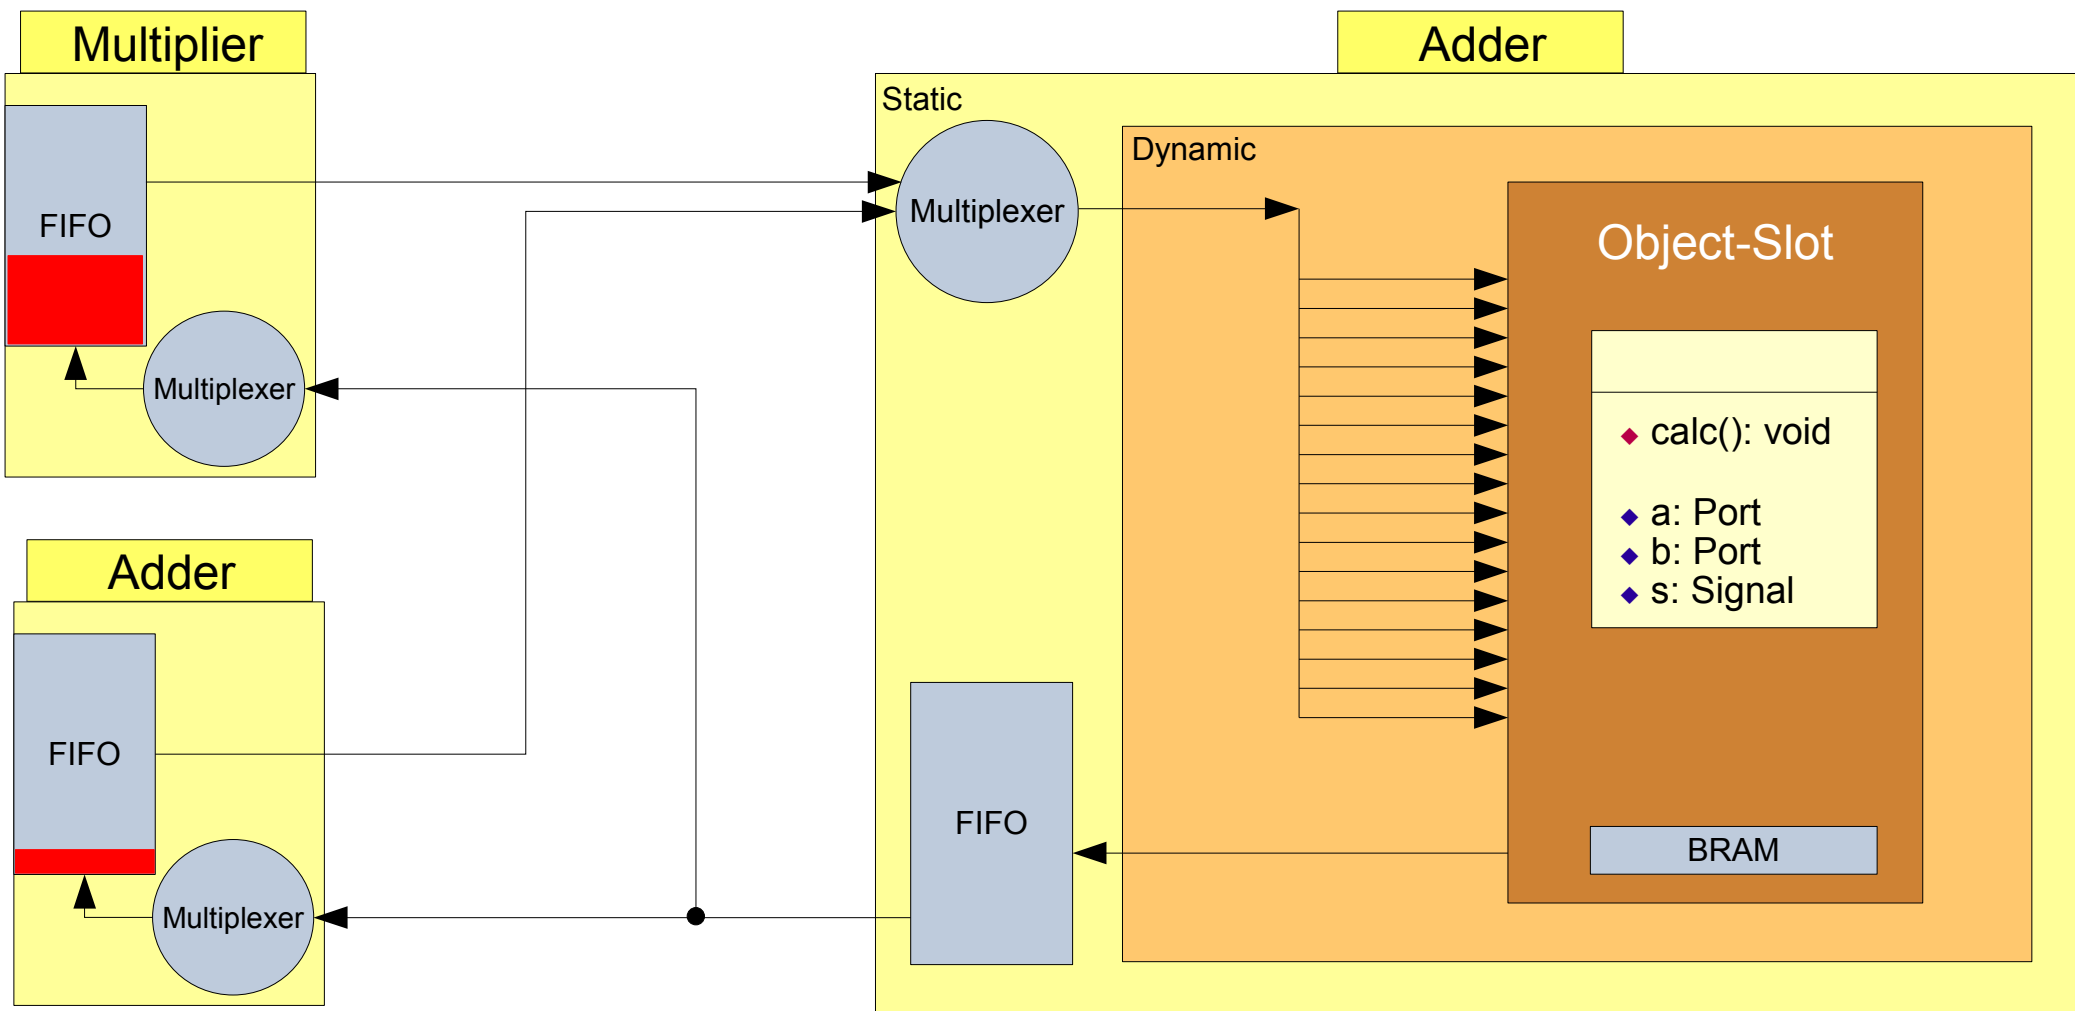 Multiplier
FIFO
Multiplexer
Adder
FIFO
Multiplexer
Adder
Static
Multiplexer
FIFO
Dynamic
Object-Slot
calc(): void
a: Port
b: Port
s: Signal
BRAM